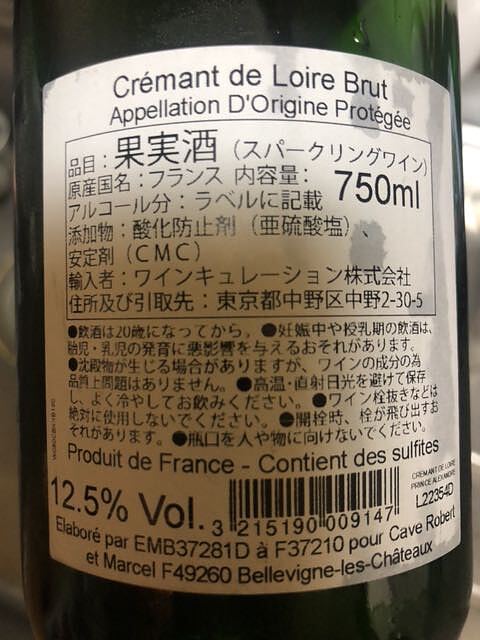 Crémant de Loire Brut
Appellation D'Origine Protégée
品目：果実酒（スパークリングワイン）
原産国名：フランス 内容量：750ml
アルコール分：ラベルに記載
添加物：酸化防止剤（亜硫酸塩）、
安定剤（CMC）
輸入者：ワインキュレーション株式会社
住所及び引取先：東京都中野区中野2-30-5
●飲酒は20歳になってから。●妊娠中や授乳期の飲酒は、
胎児・乳児の発育に悪影響を与えるおそれがあります。
●沈殿物が生じる場合がありますが、ワインの成分の為
品質上問題はありません。●高温・直射日光を避けて保存
し、よく冷やしてお飲みください。●ワイン栓抜きなどは
絶対に使用しないでください。●開栓時、栓が飛び出すお
それがあります。●瓶口を人や物に向けないでください。
Produit de France - Contient des sulfites
12.5% Vol.
3 215190 009147
CREMANT DE LOIRE
PRINCE ALEXANDRE
L22354D
Elaboré par EMB37281D à F37210 pour Cave Robert
et Marcel F49260 Bellevigne-les-Châteaux